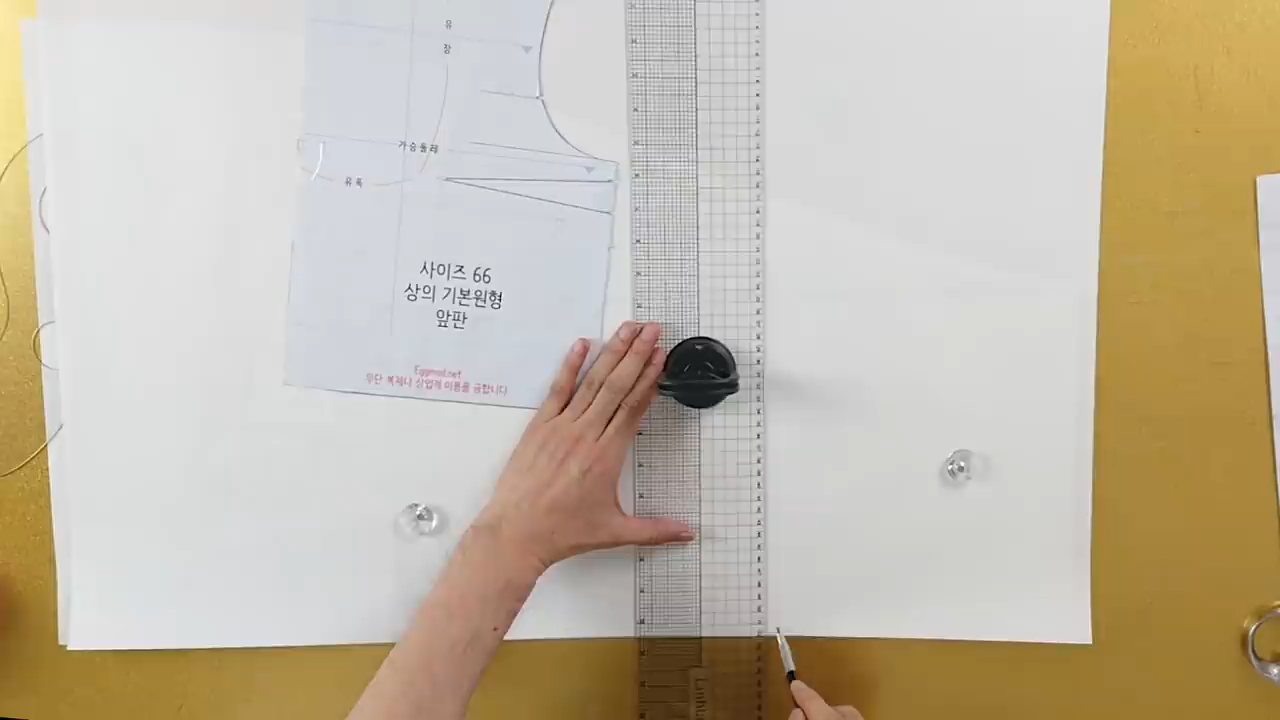 유
장
가슴둘레
유폭
사이즈 66
상의 기본원형
앞판
Eggmod.net
무단 복제나 상업적 이용을 금합니다